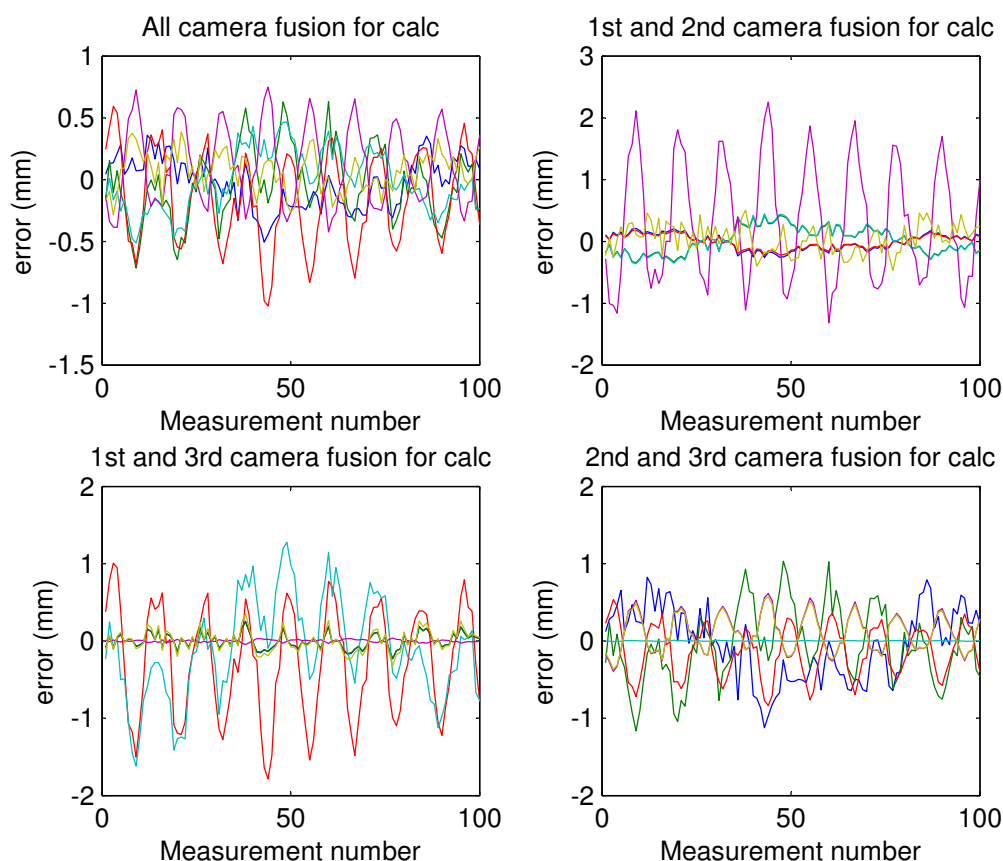 All camera fusion for calc
1
0.5
0
-0.5
-1
-1.5
error (mm)
0
50
100
Measurement number
1st and 2nd camera fusion for calc
3
2
1
0
-1
-2
error (mm)
0
50
100
Measurement number
1st and 3rd camera fusion for calc
2
1
0
-1
-2
error (mm)
0
50
100
Measurement number
2nd and 3rd camera fusion for calc
2
1
0
-1
-2
error (mm)
0
50
100
Measurement number